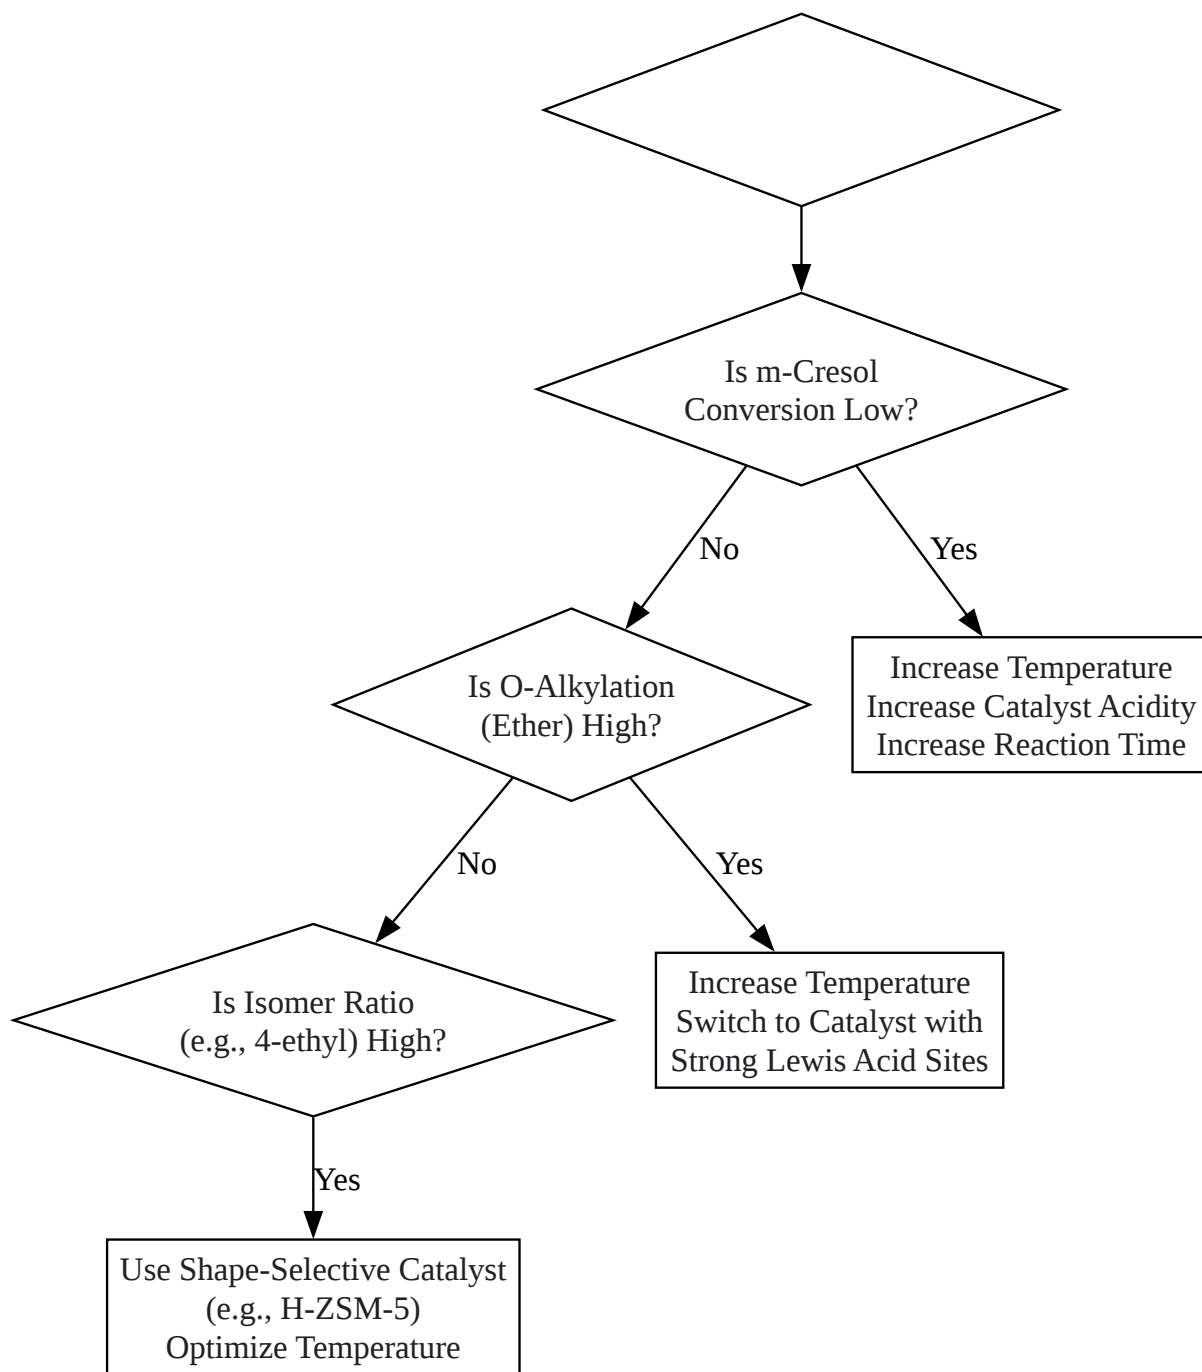 Is m-Cresol
Conversion Low?
No
Yes
Is O-Alkylation
(Ether) High?
Increase Temperature
Increase Catalyst Acidity
Increase Reaction Time
No
Yes
Is Isomer Ratio
(e.g., 4-ethyl) High?
Increase Temperature
Switch to Catalyst with
Strong Lewis Acid Sites
Yes
Use Shape-Selective Catalyst
(e.g., H-ZSM-5)
Optimize Temperature